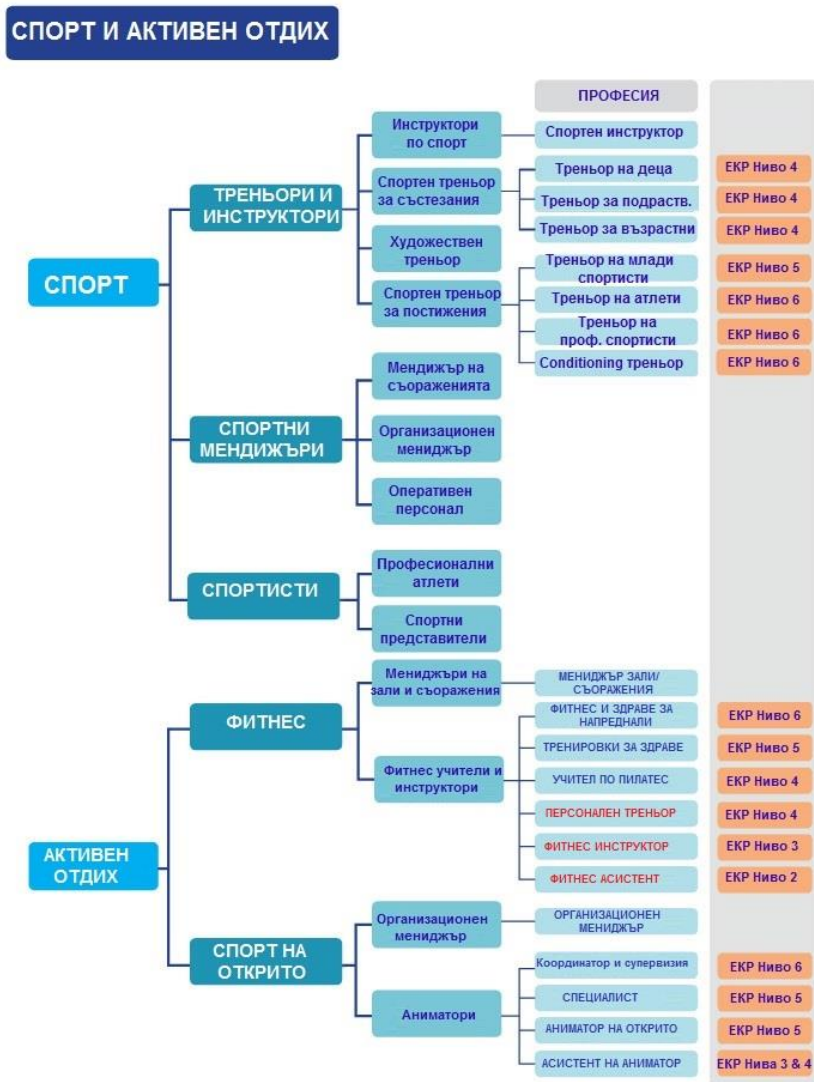 СПОРТ И АКТИВЕН ОТДИХ
ПРОФЕСИЯ
СПОРТ
ТРЕНЬОРИ И
ИНСТРУКТОРИ
Инструктори
по спорт
Спортен инструктор
Спортен треньор
за състезания
Треньор на деца
ЕКР Ниво 4
Треньор за подраств.
ЕКР Ниво 4
Треньор за възрастни
ЕКР Ниво 4
Художествен
треньор
Спортен треньор
за постижения
Треньор на млади
спортисти
ЕКР Ниво 5
Треньор на атлети
ЕКР Ниво 6
Треньор на
проф. спортисти
ЕКР Ниво 6
Conditioning треньор
ЕКР Ниво 6
СПОРТНИ
МЕНДИЖЪРИ
Мендижър на
съораженията
Организационен
мениджър
Оперативен
персонал
СПОРТИСТИ
Професионални
атлети
Спортни
представители
АКТИВЕН
ОТДИХ
ФИТНЕС
Мениджъри на
зали и съоражения
МЕНИДЖЪР ЗАЛИ/
СЪОРАЖЕНИЯ
Фитнес учители и
инструктори
ФИТНЕС И ЗДРАВЕ ЗА
НАПРЕДНАЛИ
ЕКР Ниво 6
ТРЕНИРОВКИ ЗА ЗДРАВЕ
ЕКР Ниво 5
УЧИТЕЛ ПО ПИЛАТЕС
ЕКР Ниво 4
ПЕРСОНАЛЕН ТРЕНЬОР
ЕКР Ниво 4
ФИТНЕС ИНСТРУКТОР
ЕКР Ниво 3
ФИТНЕС АСИСТЕНТ
ЕКР Ниво 2
СПОРТ НА
ОТКРИТО
Организационен
мениджър
ОРГАНИЗАЦИОНЕН
МЕНИДЖЪР
Аниматори
Координатор и супервизия
ЕКР Ниво 6
СПЕЦИАЛИСТ
ЕКР Ниво 5
АНИМАТОР НА ОТКРИТО
ЕКР Ниво 5
АСИСТЕНТ НА АНИМАТОР
ЕКР Нива 3 & 4